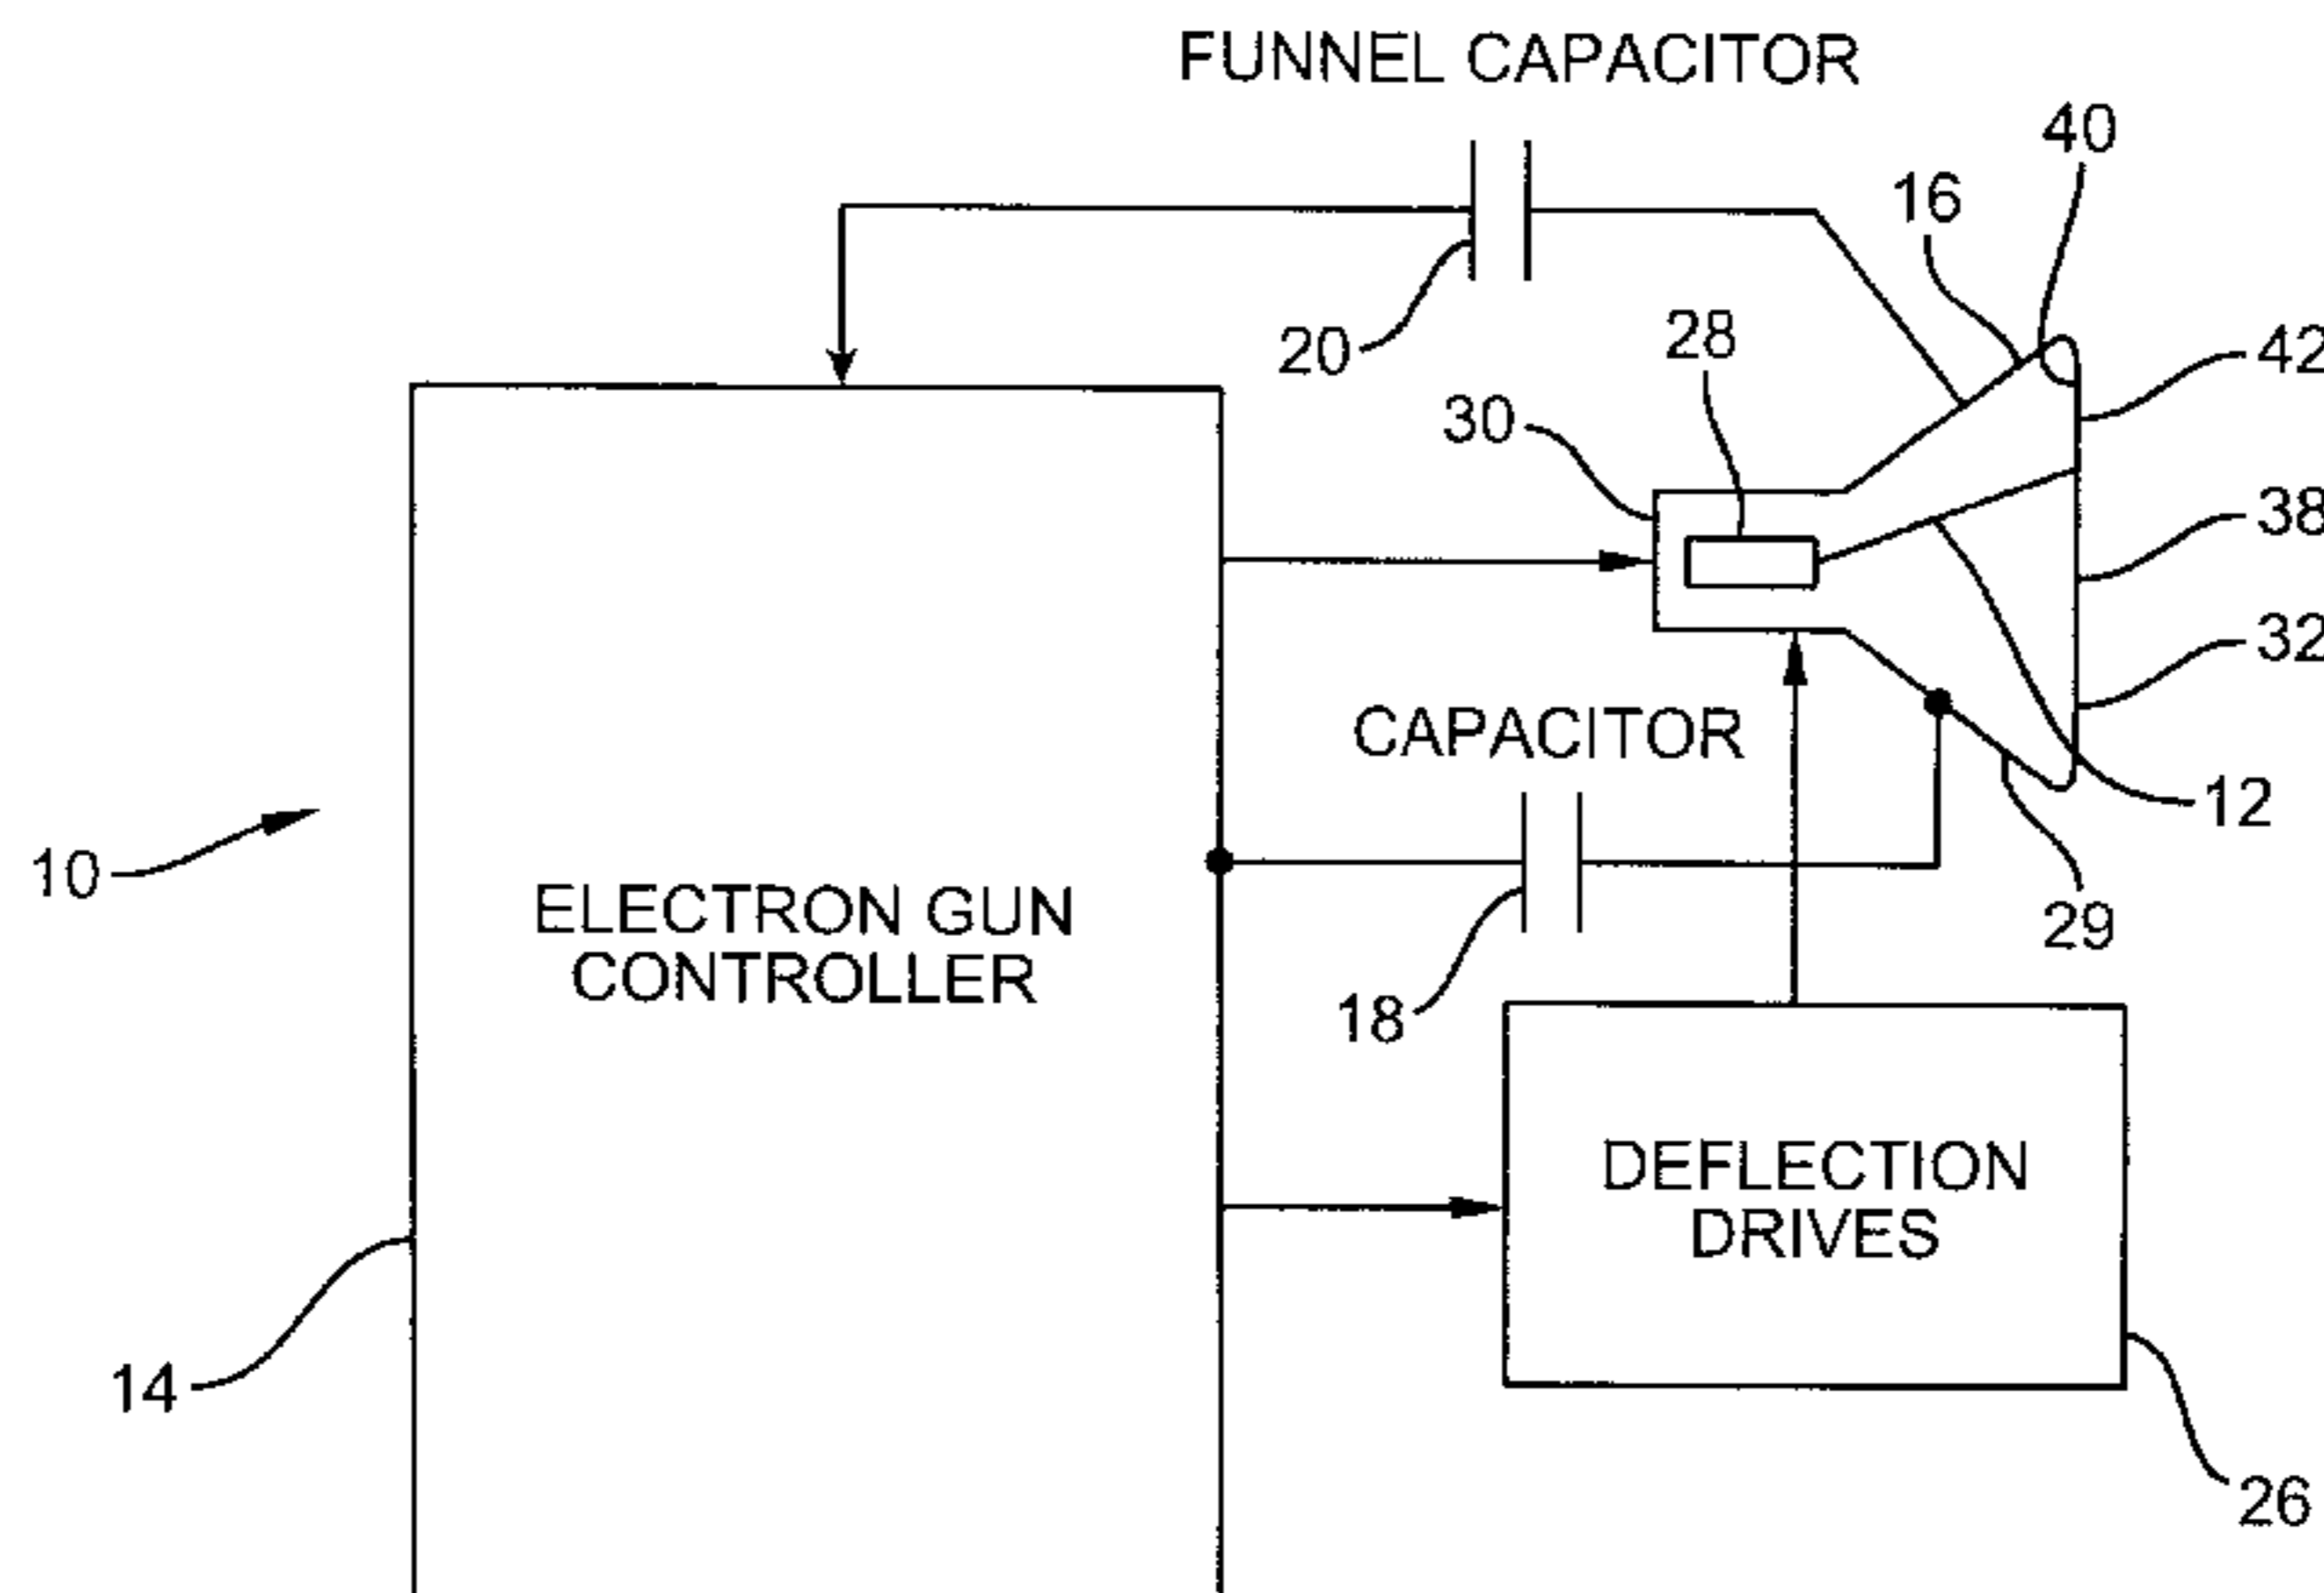 FUNNEL CAPACITOR
40
16
28
20
42
30
38
32
CAPACITOR
12
10
ELECTRON GUN
CONTROLLER
29
18
DEFLECTION
DRIVES
14
26